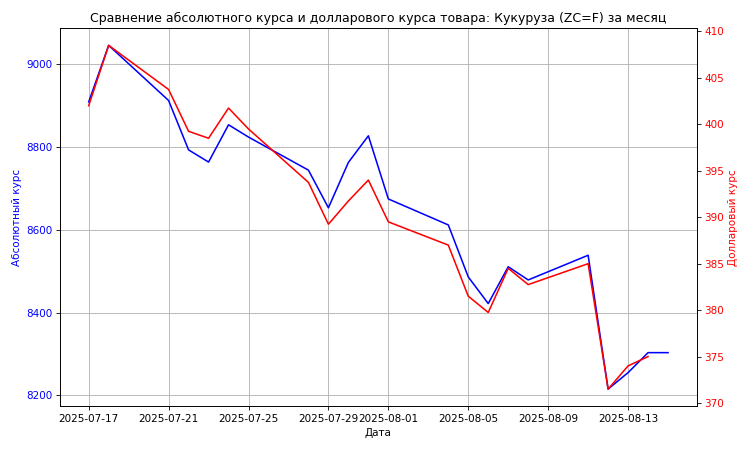 Сравнение абсолютного курса и долларового курса товара: Кукуруза (ZC=F) за месяц
9000
8800
8600
8400
8200
Абсолютный курс
410
405
400
395
390
385
380
375
370
Долларовый курс
2025-07-17 2025-07-21 2025-07-25 2025-07-29 2025-08-01 2025-08-05 2025-08-09 2025-08-13
Дата